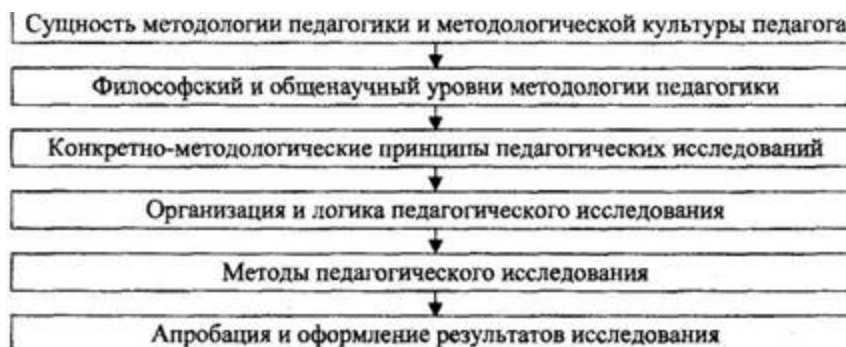 Сущность методологии педагогики и методологической культуры педагога
Философский и общенаучный уровни методологии педагогики
Конкретно-методологические принципы педагогических исследований
Организация и логика педагогического исследования
Методы педагогического исследования
Апробация и оформление результатов исследования